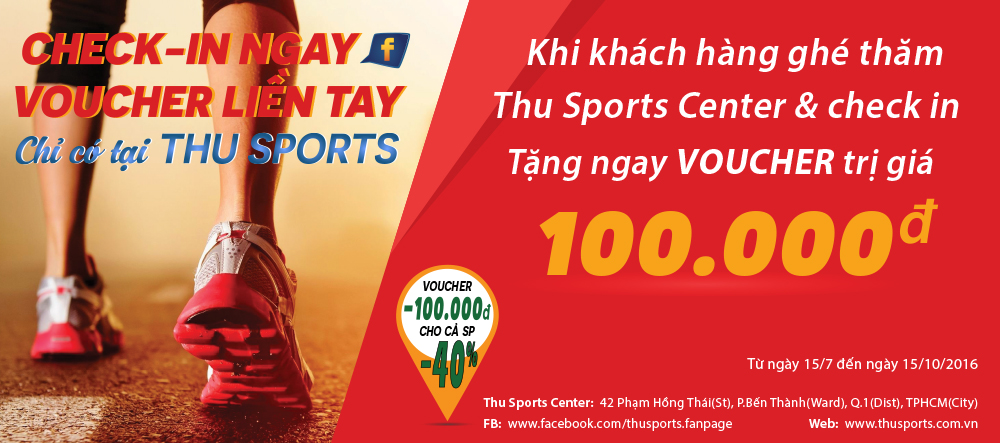 CHECK-IN NGAY f
VOUCHER LIỀN TAY
Chỉ có tại THU SPORTS
Khi khách hàng ghé thăm
Thu Sports Center & check in
Tặng ngay VOUCHER trị giá
100.000đ
VOUCHER
-100.000đ
CHO CẢ SP
-40%
Từ ngày 15/7 đến ngày 15/10/2016
Thu Sports Center: 42 Phạm Hồng Thái(St), P.Bến Thành(Ward), Q.1(Dist), TPHCM(City)
FB: www.facebook.com/thusports.fanpage Web: www.thusports.com.vn